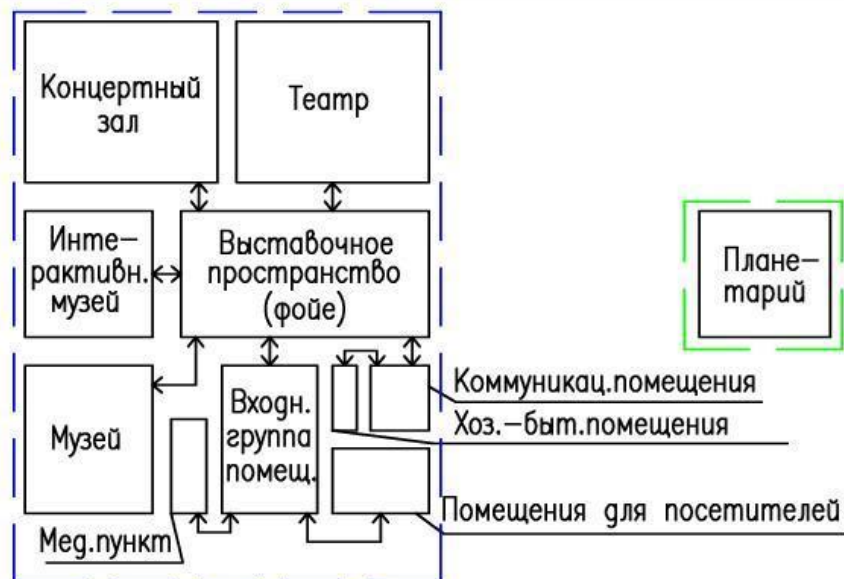 Концертный
зал
Театр
Инте-
рактивн.
музей
Выставочное
пространство
(фойе)
Плане-
тарий
Музей
Входн.
группа
помещ.
Коммуникац.помещения
Хоз.-быт.помещения
Помещения для посетителей
Мед.пункт